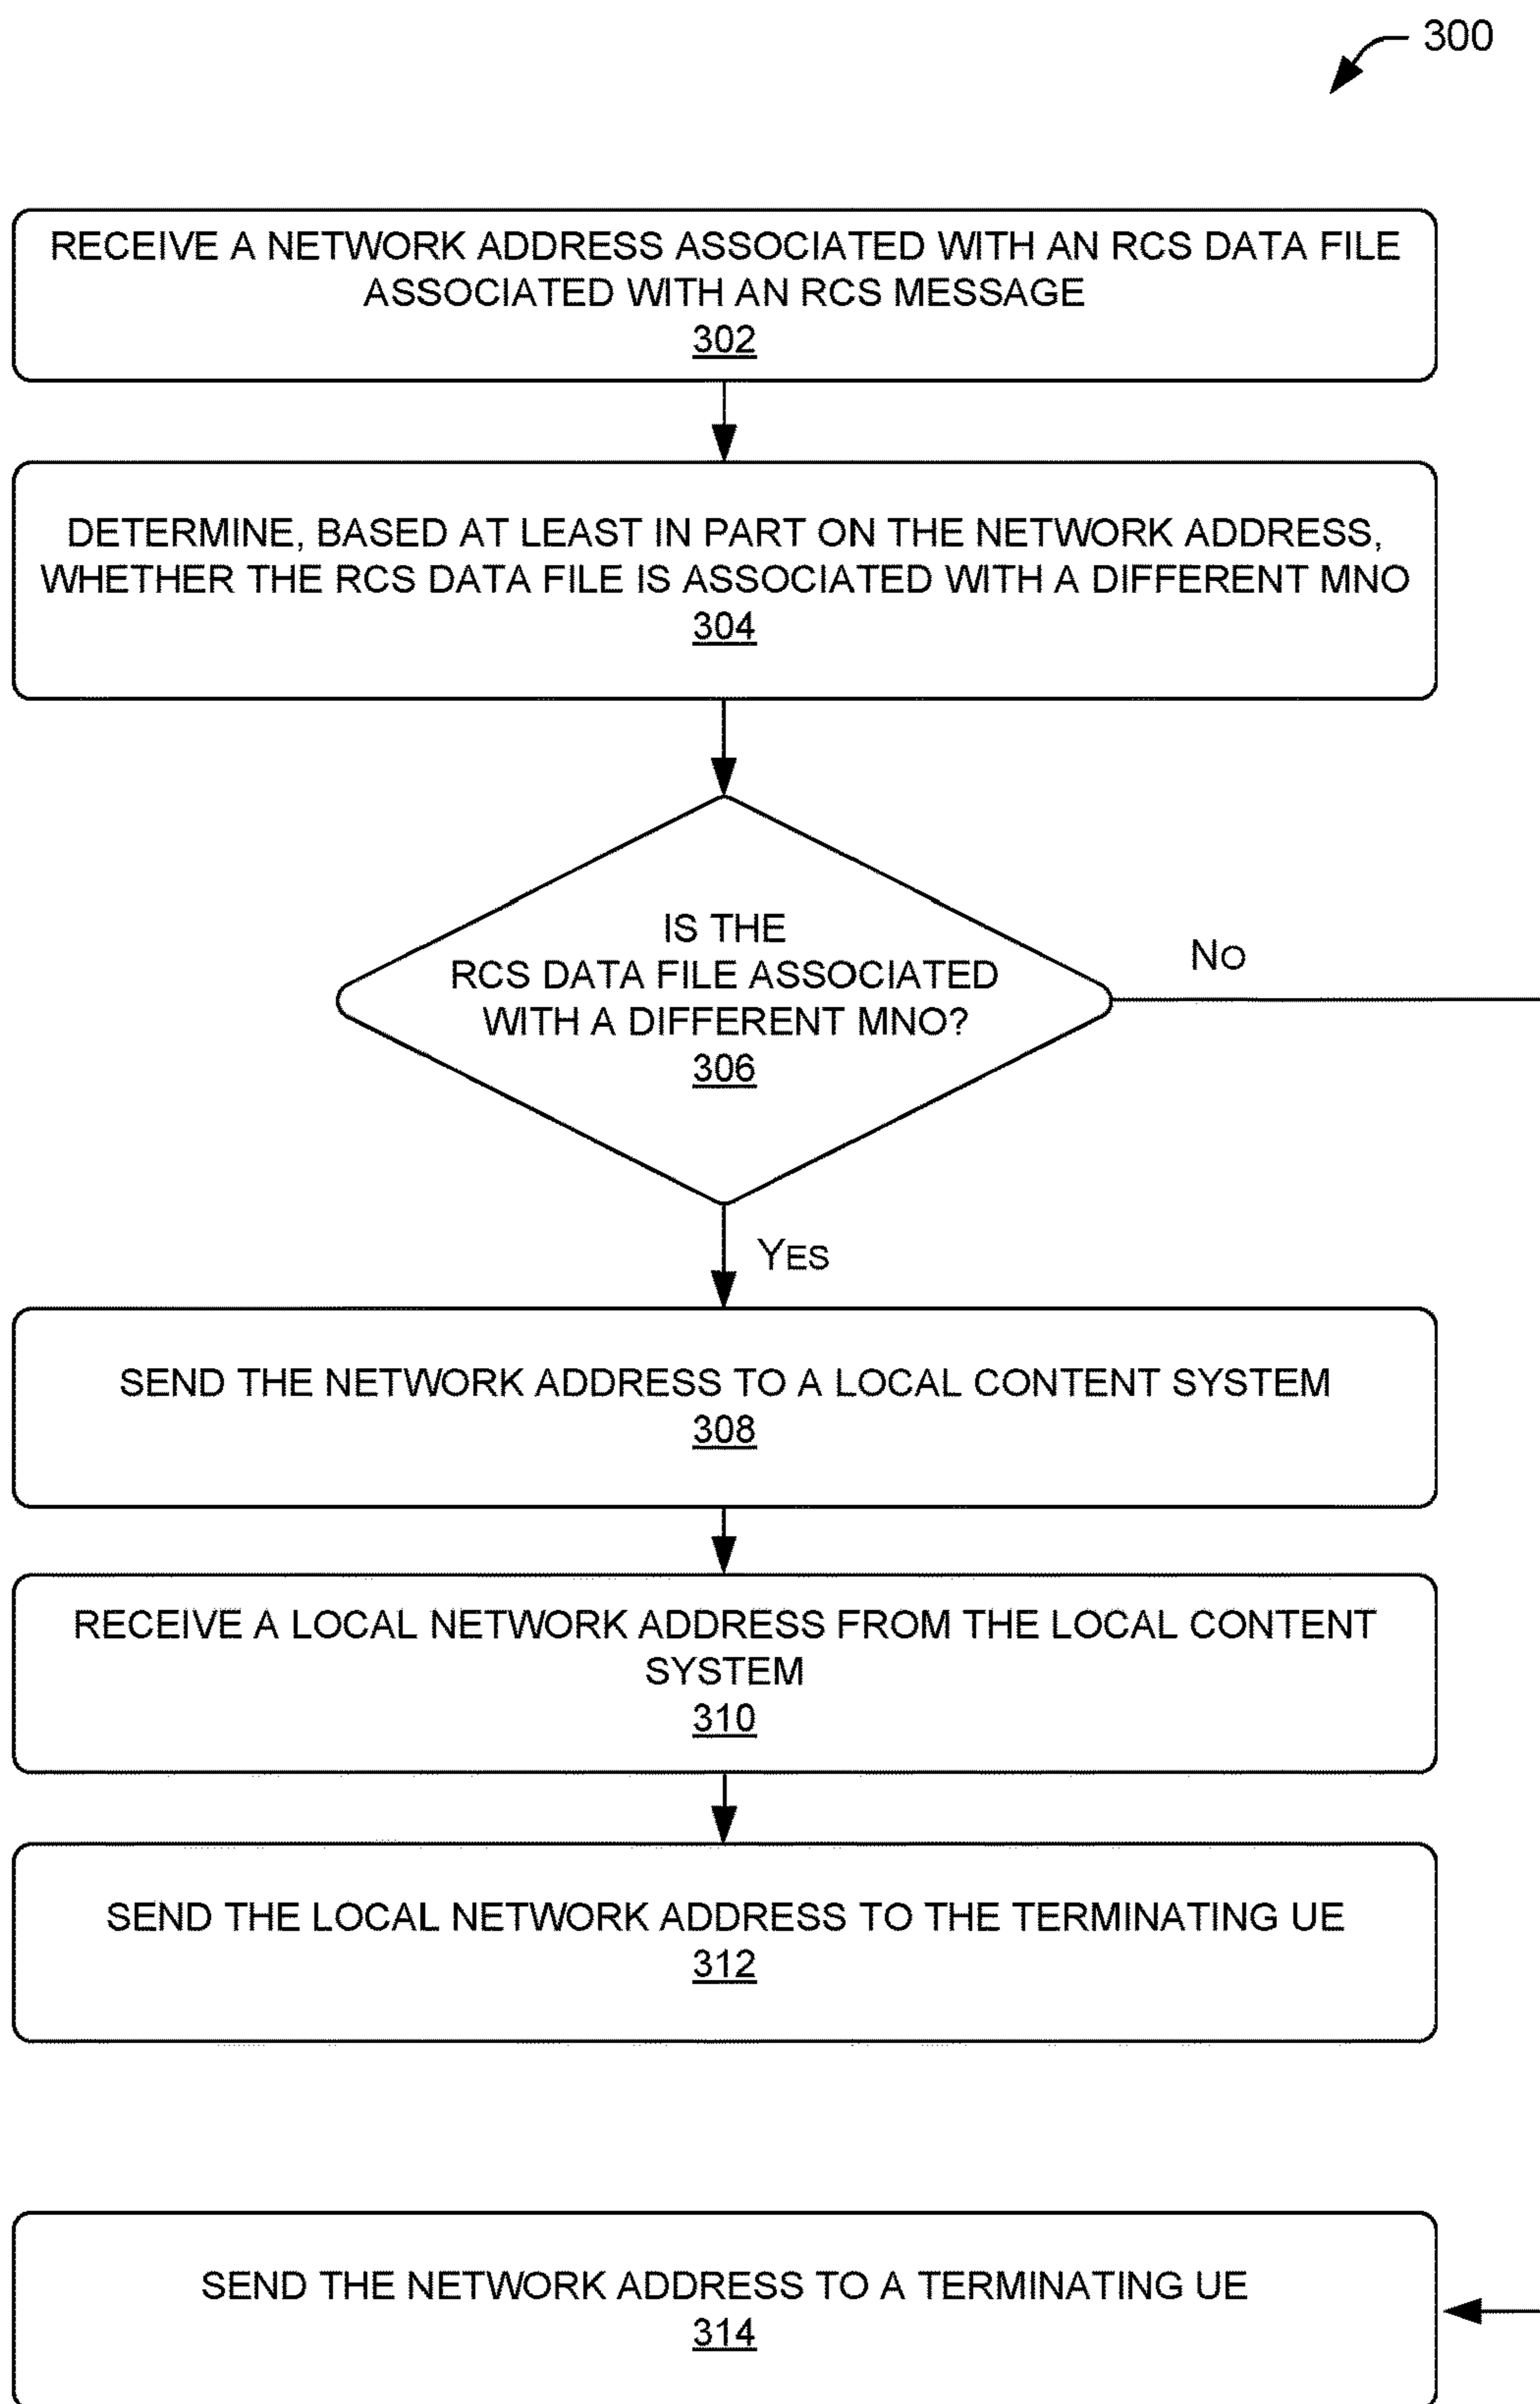 300
RECEIVE A NETWORK ADDRESS ASSOCIATED WITH AN RCS DATA FILE
ASSOCIATED WITH AN RCS MESSAGE
302
DETERMINE, BASED AT LEAST IN PART ON THE NETWORK ADDRESS,
WHETHER THE RCS DATA FILE IS ASSOCIATED WITH A DIFFERENT MNO
304
IS THE
RCS DATA FILE ASSOCIATED
WITH A DIFFERENT MNO?
306
NO
YES
SEND THE NETWORK ADDRESS TO A LOCAL CONTENT SYSTEM
308
RECEIVE A LOCAL NETWORK ADDRESS FROM THE LOCAL CONTENT
SYSTEM
310
SEND THE LOCAL NETWORK ADDRESS TO THE TERMINATING UE
312
SEND THE NETWORK ADDRESS TO A TERMINATING UE
314